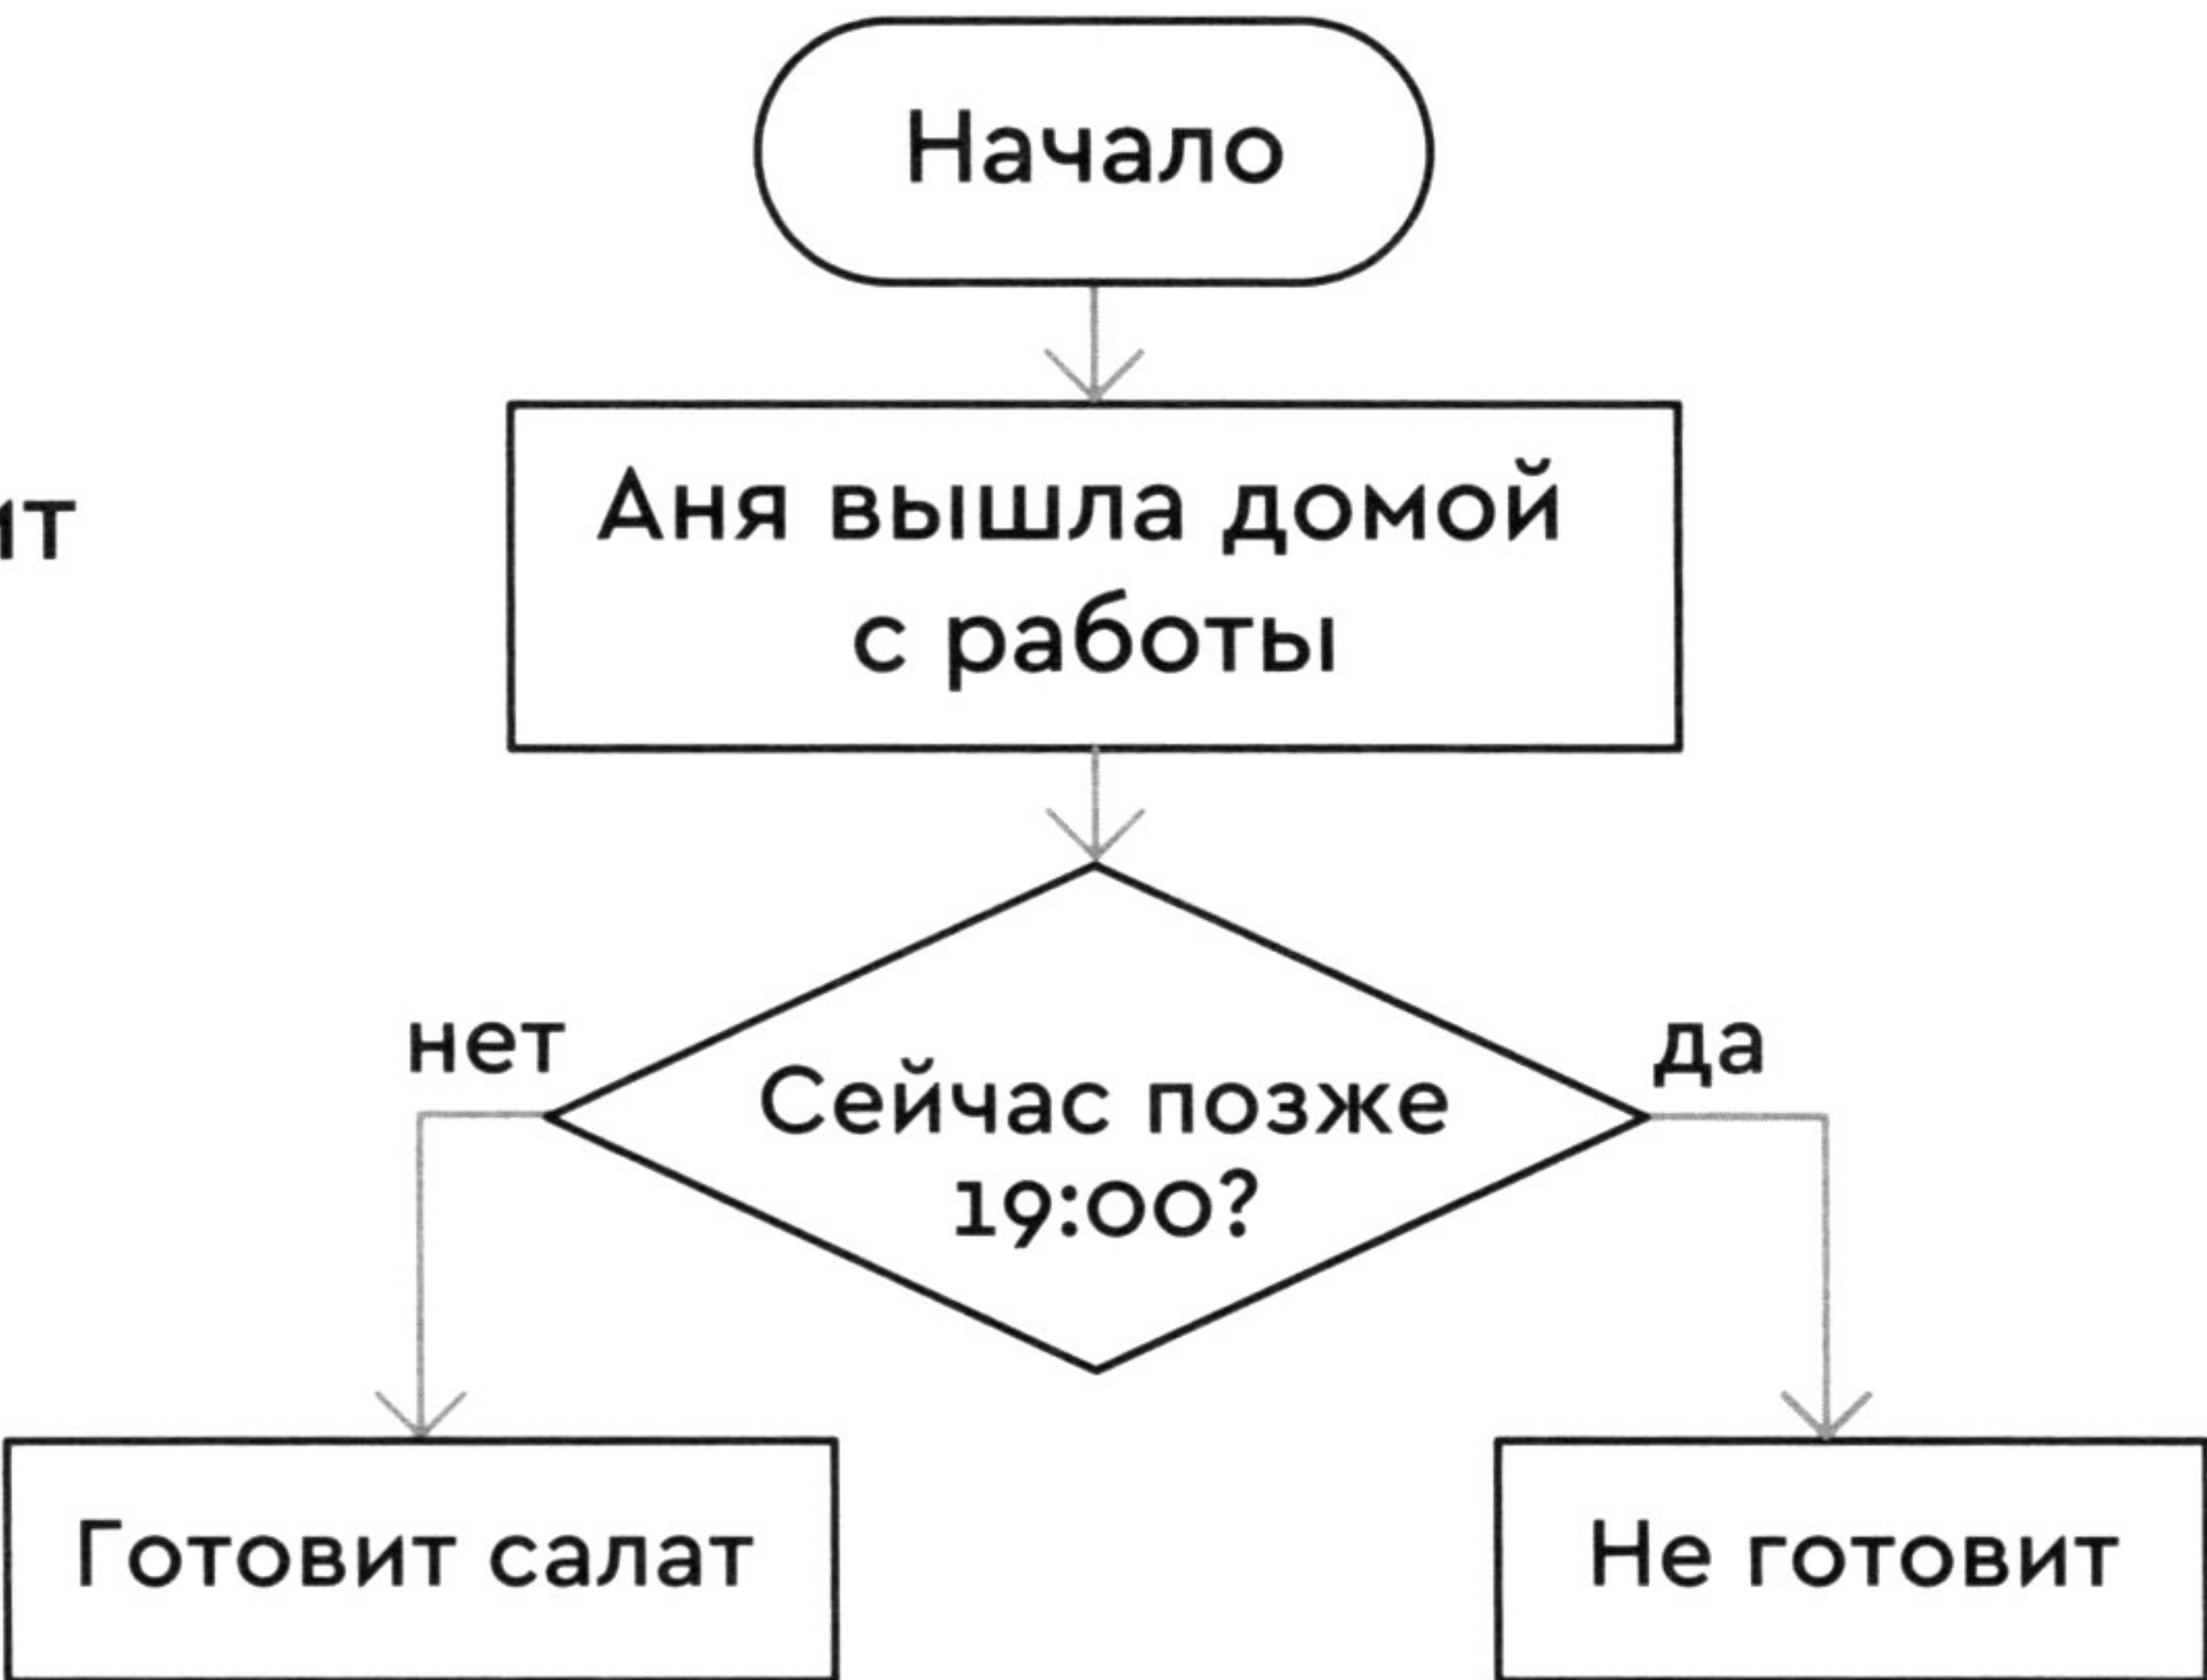 Начало
Аня вышла домой
с работы
нет
да
Сейчас позже
19:00?
Готовит салат
Не готовит